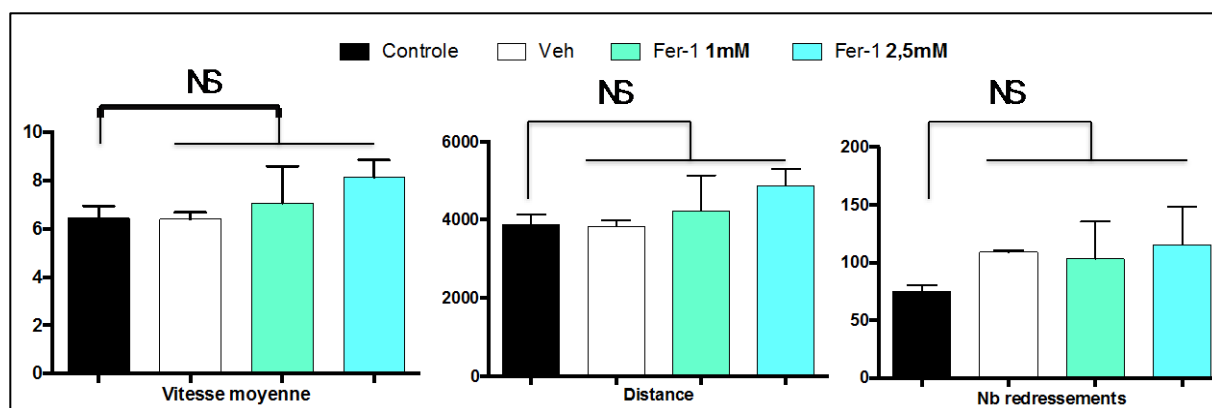 Controle Veh Fer-1 1mM Fer-1 2,5mM
NS
10
8
6
4
2
0
Vitesse moyenne
NS
6000
4000
2000
0
Distance
NS
200
150
100
50
0
Nb redressements